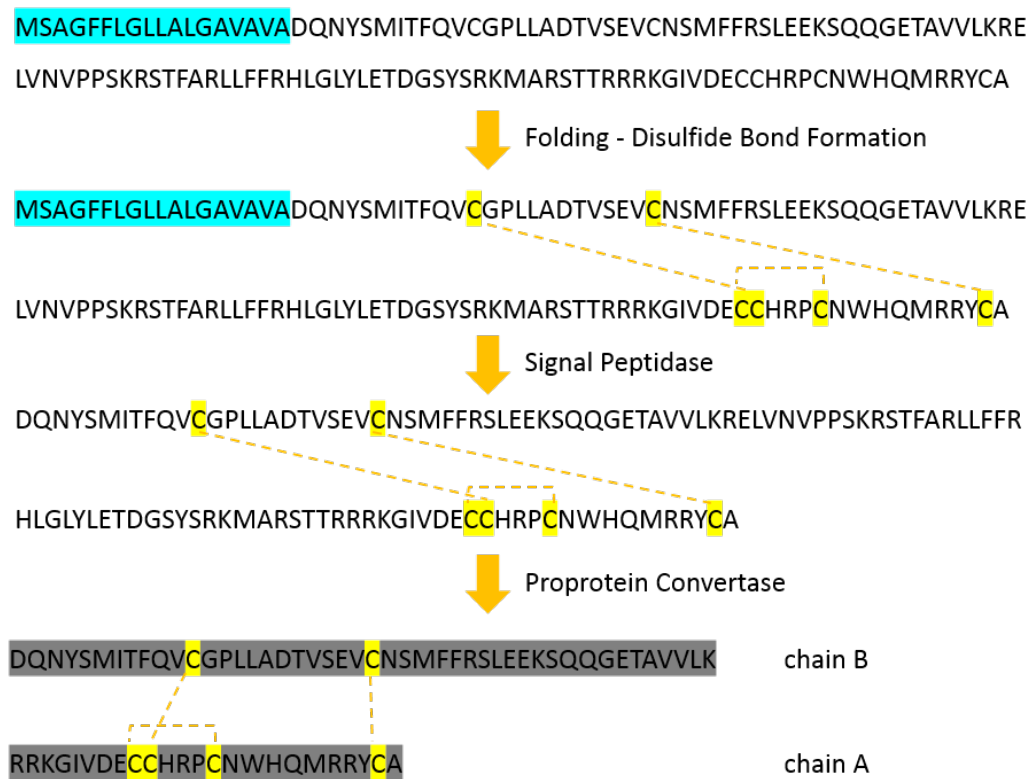 MSAGFFLGLLALGAVAVADQNYSMITFQVCGPLLADTVSEVCNSMFFRSLEEKSQQGETAVVLKRE
LVNVPPSKRSTFARLLFFRHLGLYLETDGSYSRKMARSTTRRRKGIVDECCHRPCNWHQMRRYCA
Folding - Disulfide Bond Formation
MSAGFFLGLLALGAVAVADQNYSMITFQVCGPLLADTVSEVCNSMFFRSLEEKSQQGETAVVLKRE
LVNVPPSKRSTFARLLFFRHLGLYLETDGSYSRKMARSTTRRRKGIVDECCHRPCNWHQMRRYCA
Signal Peptidase
DQNYSMITFQVCGPLLADTVSEVCNSMFFRSLEEKSQQGETAVVLKRELVNVPPSKRSTFARLLFFR
HLGLYLETDGSYSRKMARSTTRRRKGIVDECCHRPCNWHQMRRYCA
Proprotein Convertase
DQNYSMITFQVCGPLLADTVSEVCNSMFFRSLEEKSQQGETAVVLK chain B
RRKGIVDECCHRPCNWHQMRRYCA chain A